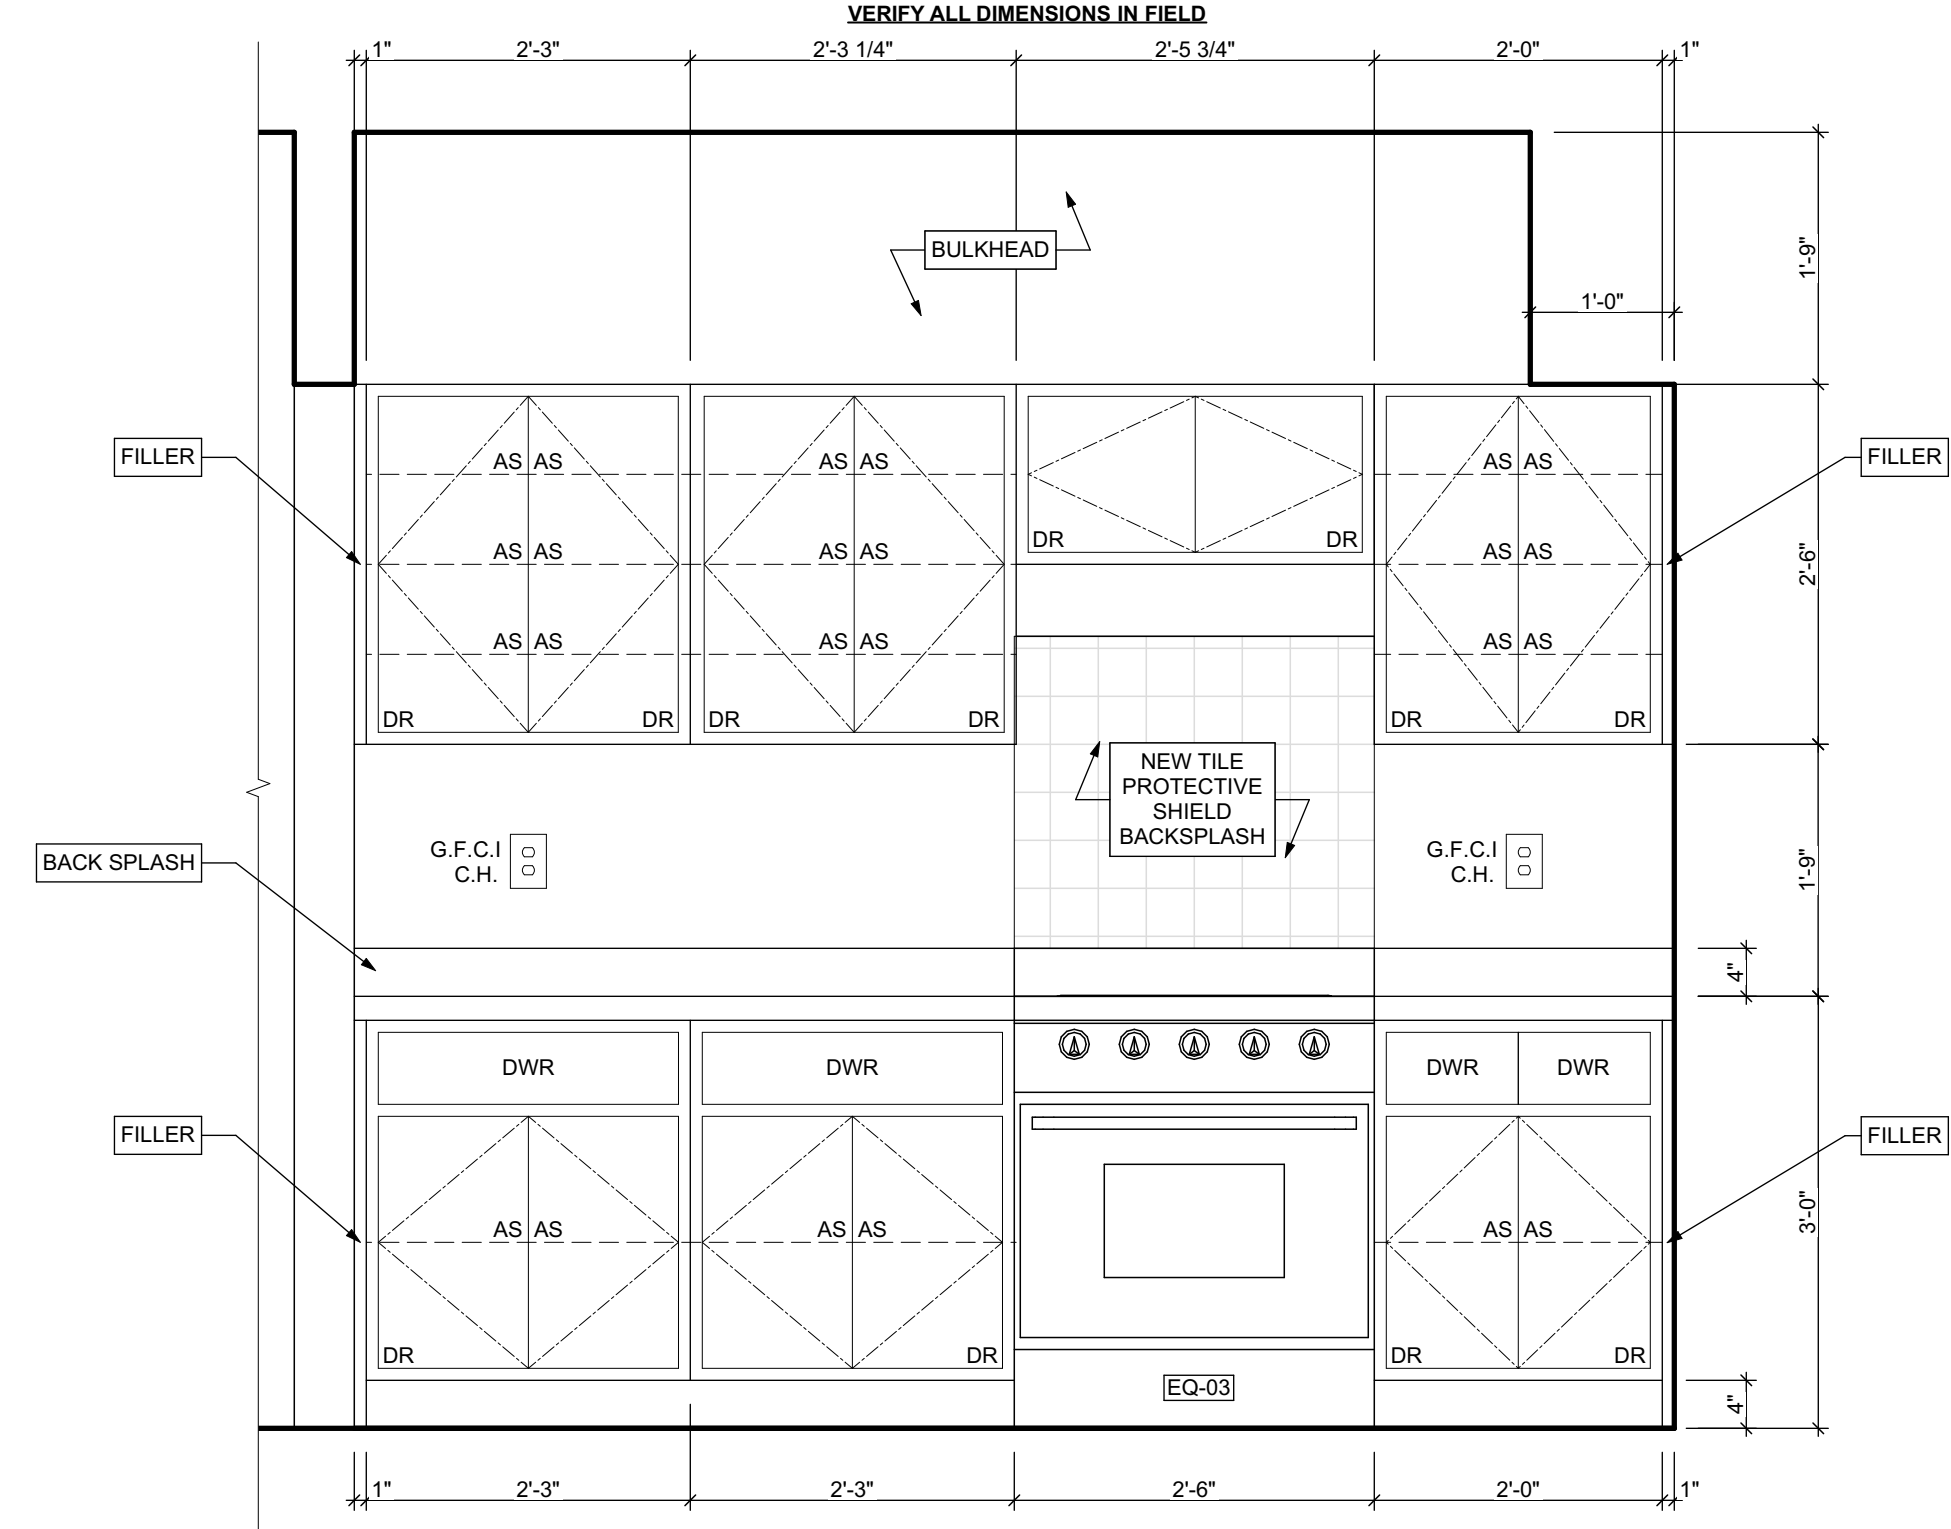 VERIFY ALL DIMENSIONS IN FIELD
1" 2'-3" 2'-3 1/4" 2'-5 3/4" 2'-0" 1"
BULKHEAD
1'-9"
1'-0"
FILLER
AS AS AS AS AS AS
FILLER
DR DR
AS AS AS AS AS AS
2'-6"
AS AS AS AS AS AS
DR DR DR DR DR DR
NEW TILE
PROTECTIVE
SHIELD
BACKSPLASH
G.F.C.I
C.H.
G.F.C.I
C.H.
BACK SPLASH
1'-9"
4"
DWR DWR DWR DWR
FILLER
FILLER
AS AS AS AS AS AS
3'-0"
DR DR DR DR
EQ-03
4"
1" 2'-3" 2'-3" 2'-6" 2'-0" 1"